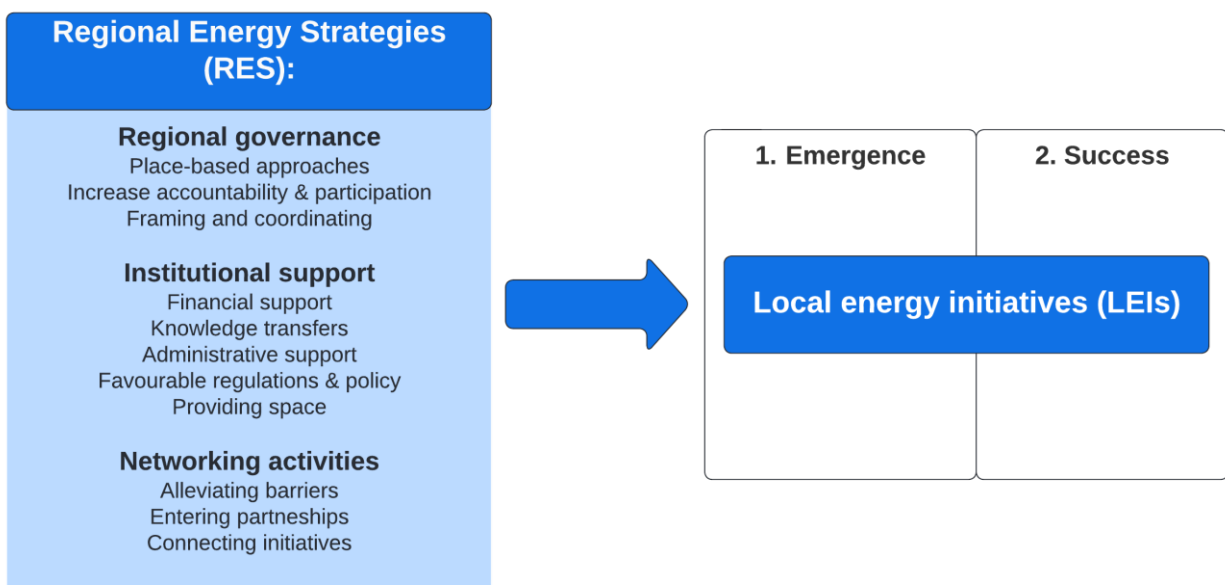 Regional Energy Strategies
(RES):
Regional governance
Place-based approaches
Increase accountability & participation
Framing and coordinating
Institutional support
Financial support
Knowledge transfers
Administrative support
Favourable regulations & policy
Providing space
Networking activities
Alleviating barriers
Entering partneships
Connecting initiatives
1. Emergence
2. Success
Local energy initiatives (LEIs)